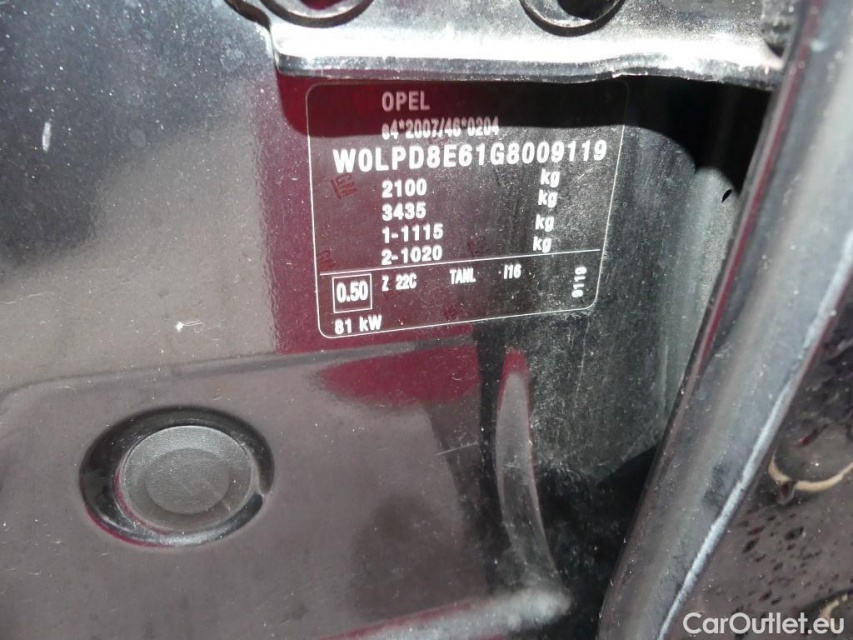 OPEL
e4*2007/46*0204
W0LPD8E61G8009119
2100 kg
3435 kg
1-1115 kg
2-1020 kg
0.50 Z 22C TANL I16 9119
81 kW
CarOutlet.eu